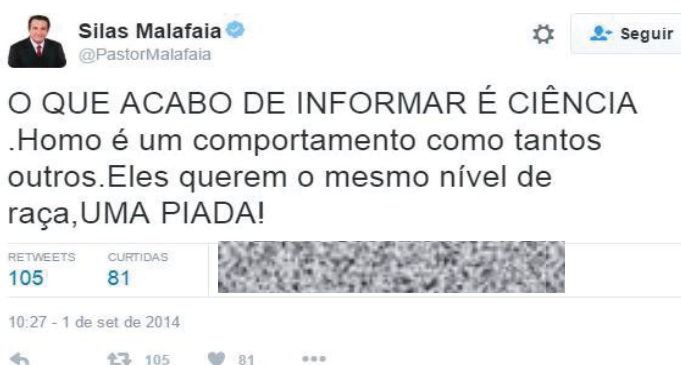 Silas Malafaia
@PastorMalafaia
Seguir
O QUE ACABO DE INFORMAR É CIÊNCIA
.Homo é um comportamento como tantos
outros.Eles querem o mesmo nível de
raça,UMA PIADA!
RETWEETS CURTIDAS
105 81
10:27 - 1 de set de 2014
105 81